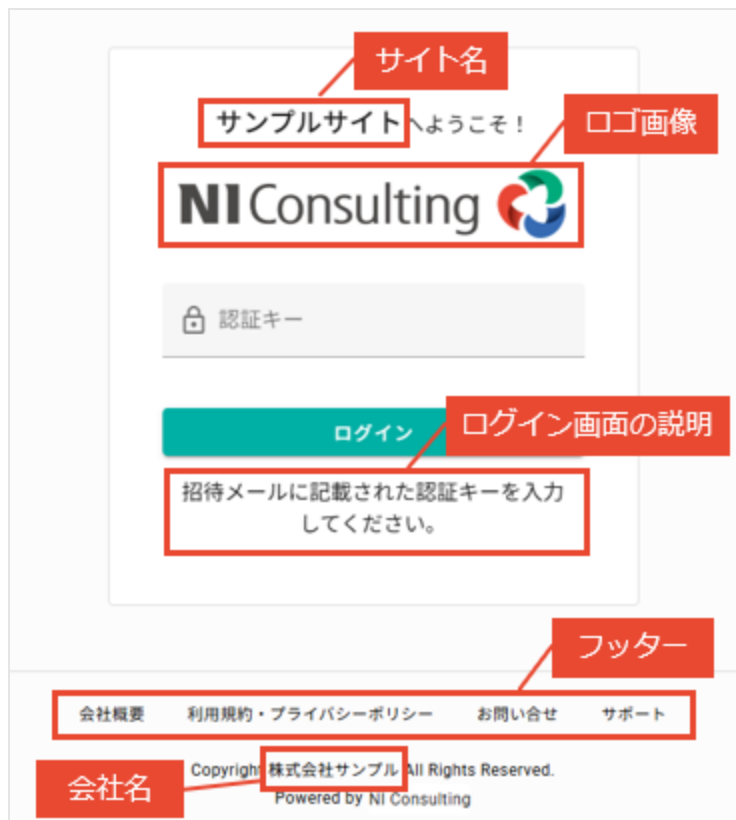 サイト名
サンプルサイトへようこそ！
ロゴ画像
NI Consulting
認証キー
ログイン
ログイン画面の説明
招待メールに記載された認証キーを入力
してください。
フッター
会社概要 利用規約・プライバシーポリシー お問い合せ サポート
Copyright 株式会社サンプル All Rights Reserved.
会社名
Powered by NI Consulting